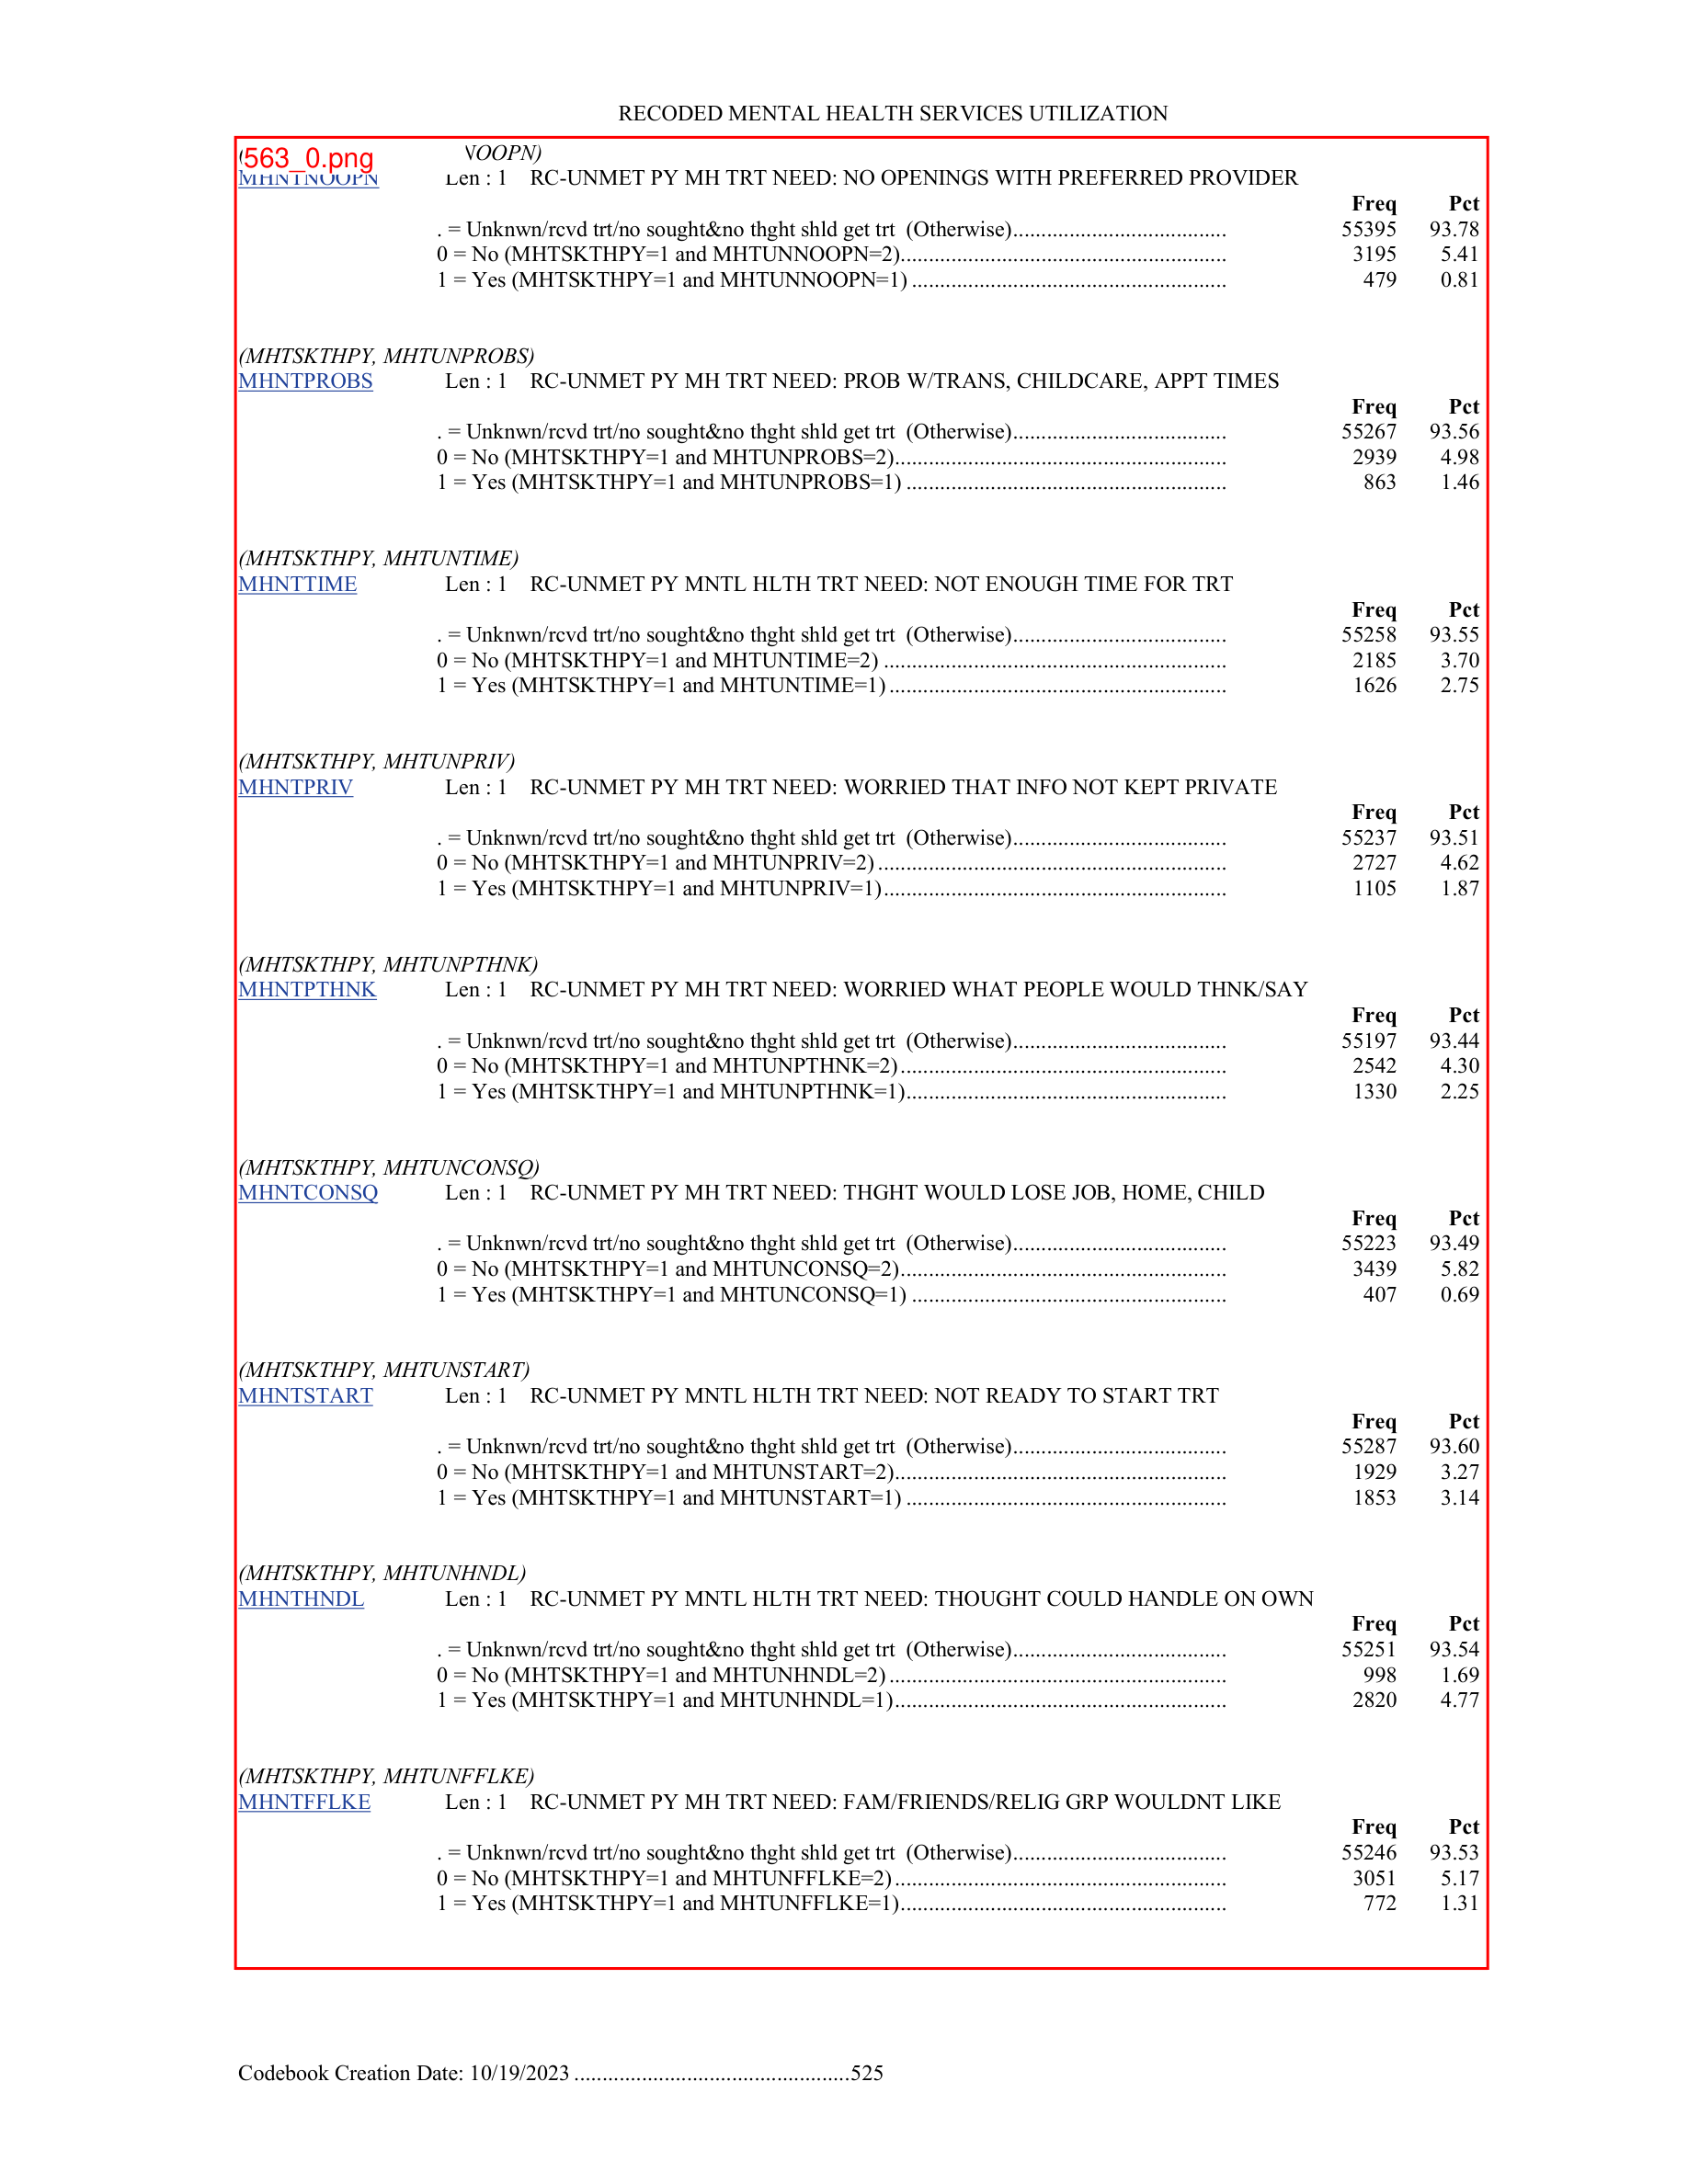 RECODED MENTAL HEALTH SERVICES UTILIZATION
563_0.png NOOPN)
MHNTNOOPN Len : 1 RC-UNMET PY MH TRT NEED: NO OPENINGS WITH PREFERRED PROVIDER
Freq Pct
. = Unknwn/rcvd trt/no sought&no thght shld get trt (Otherwise)...................................... 55395 93.78
0 = No (MHTSKTHPY=1 and MHTUNNOOPN=2).......................................................... 3195 5.41
1 = Yes (MHTSKTHPY=1 and MHTUNNOOPN=1) ........................................................ 479 0.81
(MHTSKTHPY, MHTUNPROBS)
MHNTPROBS Len : 1 RC-UNMET PY MH TRT NEED: PROB W/TRANS, CHILDCARE, APPT TIMES
Freq Pct
. = Unknwn/rcvd trt/no sought&no thght shld get trt (Otherwise)...................................... 55267 93.56
0 = No (MHTSKTHPY=1 and MHTUNPROBS=2)........................................................... 2939 4.98
1 = Yes (MHTSKTHPY=1 and MHTUNPROBS=1) ......................................................... 863 1.46
(MHTSKTHPY, MHTUNTIME)
MHNTTIME Len : 1 RC-UNMET PY MNTL HLTH TRT NEED: NOT ENOUGH TIME FOR TRT
Freq Pct
. = Unknwn/rcvd trt/no sought&no thght shld get trt (Otherwise)...................................... 55258 93.55
0 = No (MHTSKTHPY=1 and MHTUNTIME=2) ............................................................. 2185 3.70
1 = Yes (MHTSKTHPY=1 and MHTUNTIME=1)............................................................ 1626 2.75
(MHTSKTHPY, MHTUNPRIV)
MHNTPRIV Len : 1 RC-UNMET PY MH TRT NEED: WORRIED THAT INFO NOT KEPT PRIVATE
Freq Pct
. = Unknwn/rcvd trt/no sought&no thght shld get trt (Otherwise)...................................... 55237 93.51
0 = No (MHTSKTHPY=1 and MHTUNPRIV=2).............................................................. 2727 4.62
1 = Yes (MHTSKTHPY=1 and MHTUNPRIV=1)............................................................. 1105 1.87
(MHTSKTHPY, MHTUNPTHNK)
MHNTPTHNK Len : 1 RC-UNMET PY MH TRT NEED: WORRIED WHAT PEOPLE WOULD THNK/SAY
Freq Pct
. = Unknwn/rcvd trt/no sought&no thght shld get trt (Otherwise)...................................... 55197 93.44
0 = No (MHTSKTHPY=1 and MHTUNPTHNK=2).......................................................... 2542 4.30
1 = Yes (MHTSKTHPY=1 and MHTUNPTHNK=1)......................................................... 1330 2.25
(MHTSKTHPY, MHTUNCONSQ)
MHNTCONSQ Len : 1 RC-UNMET PY MH TRT NEED: THGHT WOULD LOSE JOB, HOME, CHILD
Freq Pct
. = Unknwn/rcvd trt/no sought&no thght shld get trt (Otherwise)...................................... 55223 93.49
0 = No (MHTSKTHPY=1 and MHTUNCONSQ=2).......................................................... 3439 5.82
1 = Yes (MHTSKTHPY=1 and MHTUNCONSQ=1) ........................................................ 407 0.69
(MHTSKTHPY, MHTUNSTART)
MHNTSTART Len : 1 RC-UNMET PY MNTL HLTH TRT NEED: NOT READY TO START TRT
Freq Pct
. = Unknwn/rcvd trt/no sought&no thght shld get trt (Otherwise)...................................... 55287 93.60
0 = No (MHTSKTHPY=1 and MHTUNSTART=2)........................................................... 1929 3.27
1 = Yes (MHTSKTHPY=1 and MHTUNSTART=1) ......................................................... 1853 3.14
(MHTSKTHPY, MHTUNHNDL)
MHNTHNDL Len : 1 RC-UNMET PY MNTL HLTH TRT NEED: THOUGHT COULD HANDLE ON OWN
Freq Pct
. = Unknwn/rcvd trt/no sought&no thght shld get trt (Otherwise)...................................... 55251 93.54
0 = No (MHTSKTHPY=1 and MHTUNHNDL=2)............................................................ 998 1.69
1 = Yes (MHTSKTHPY=1 and MHTUNHNDL=1)........................................................... 2820 4.77
(MHTSKTHPY, MHTUNFFLKE)
MHNTFFLKE Len : 1 RC-UNMET PY MH TRT NEED: FAM/FRIENDS/RELIG GRP WOULDNT LIKE
Freq Pct
. = Unknwn/rcvd trt/no sought&no thght shld get trt (Otherwise)...................................... 55246 93.53
0 = No (MHTSKTHPY=1 and MHTUNFFLKE=2)........................................................... 3051 5.17
1 = Yes (MHTSKTHPY=1 and MHTUNFFLKE=1).......................................................... 772 1.31
Codebook Creation Date: 10/19/2023 .................................................525